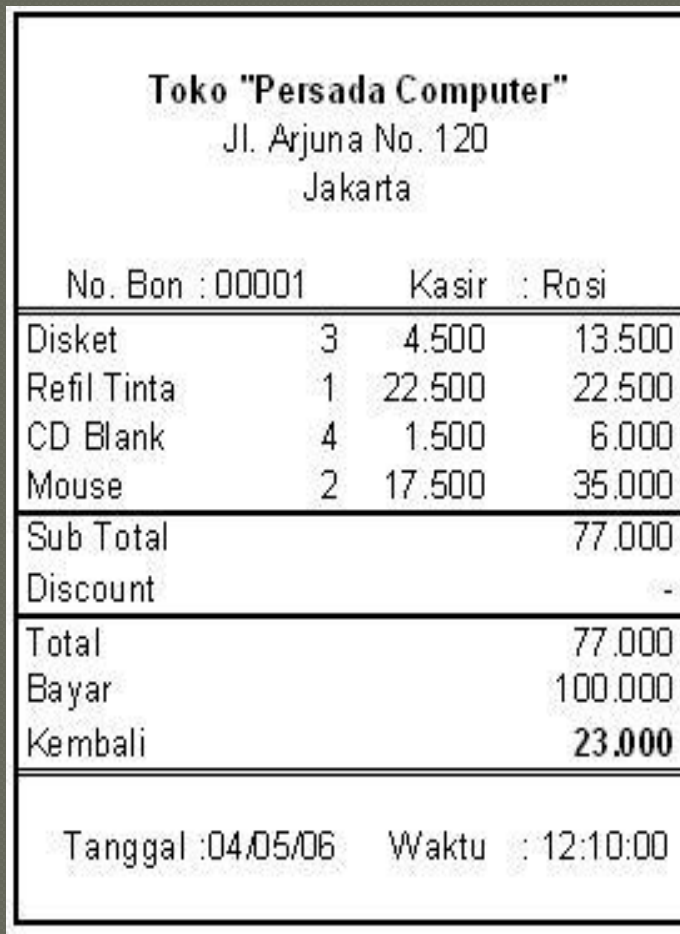 Toko "Persada Computer"
Jl. Arjuna No. 120
Jakarta
No. Bon : 00001 Kasir : Rosi
Disket 3 4.500 13.500
Refil Tinta 1 22.500 22.500
CD Blank 4 1.500 6.000
Mouse 2 17.500 35.000
Sub Total 77.000
Discount -
Total 77.000
Bayar 100.000
Kembali 23.000
Tanggal :04/05/06 Waktu : 12:10:00